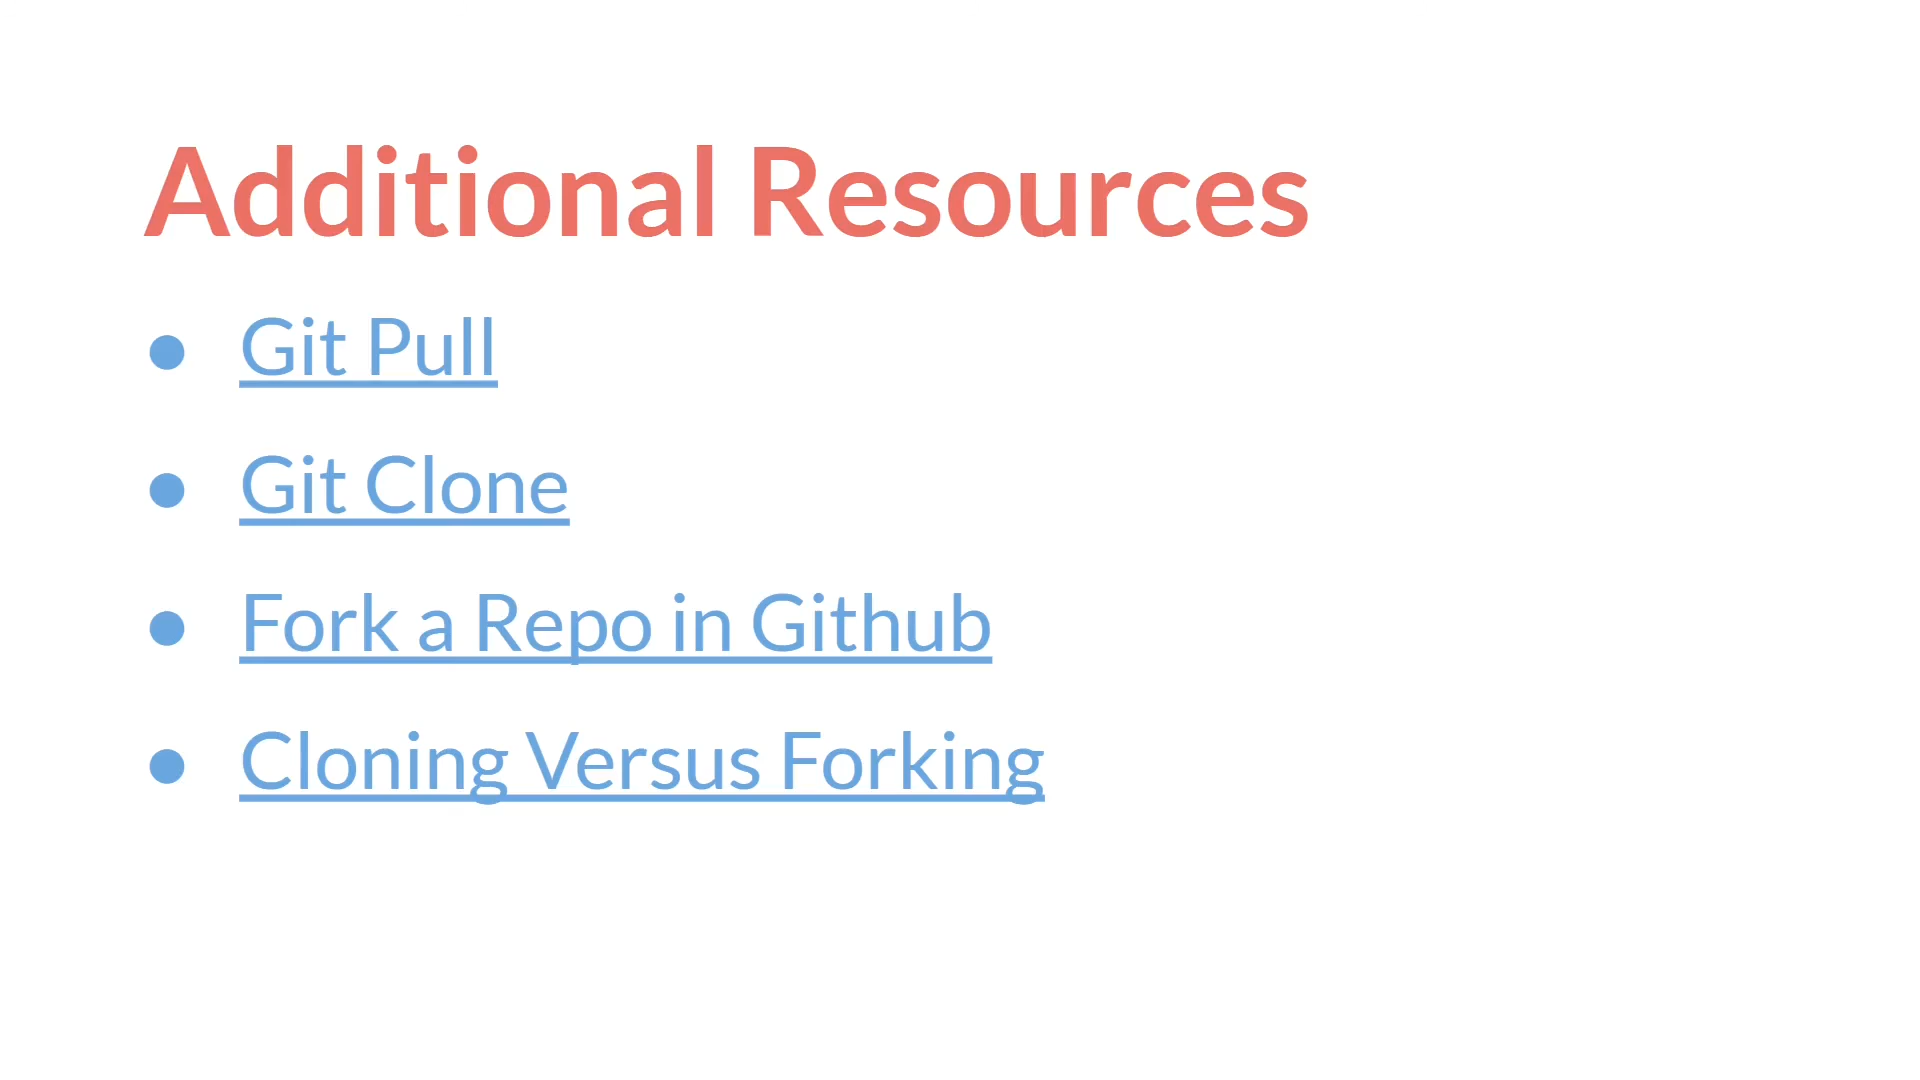 Additional Resources
● Git Pull
● Git Clone
● Fork a Repo in Github
● Cloning Versus Forking